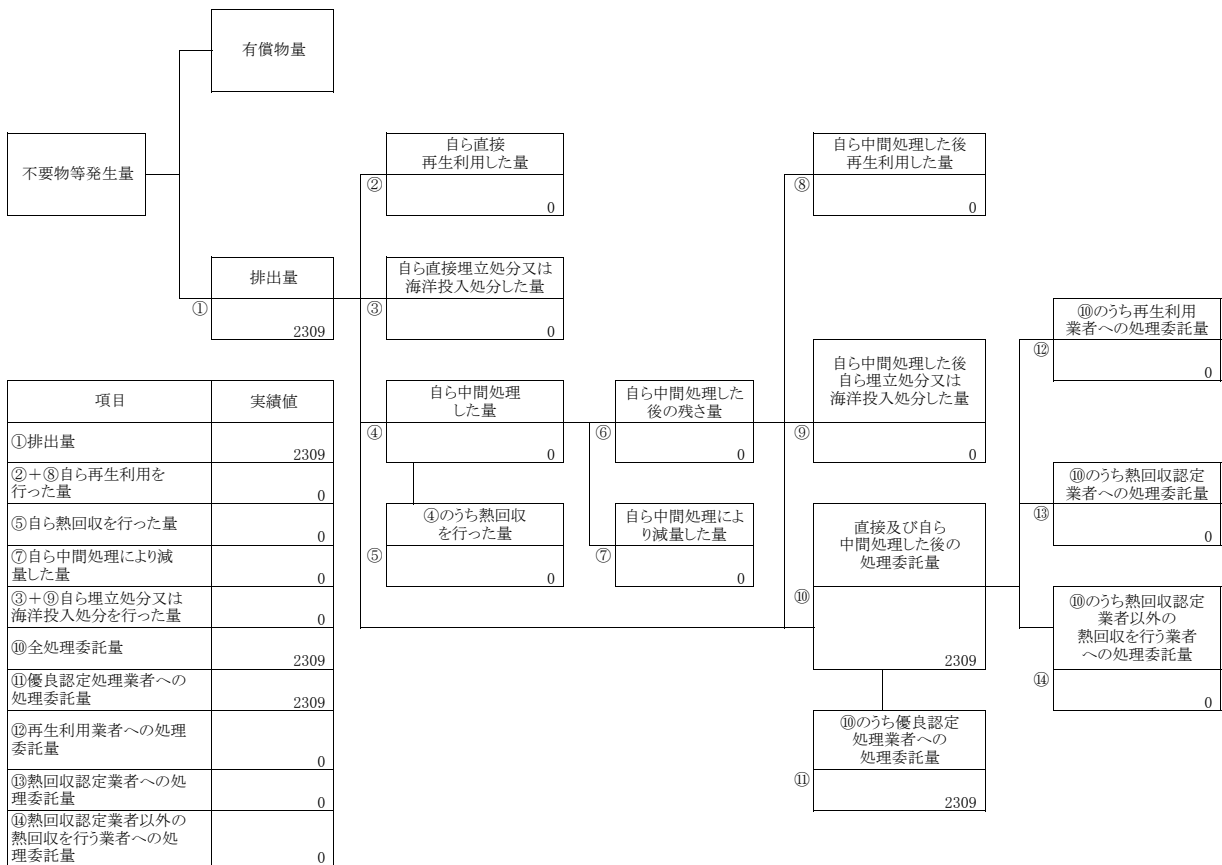 有償物量
不要物等発生量
自ら直接
再生利用した量
②
0
自ら中間処理した後
再生利用した量
⑧
0
排出量
①
2309
自ら直接埋立処分又は
海洋投入処分した量
③
0
⑩のうち再生利用
業者への処理委託量
⑫
0
自ら中間処理
した量
④
0
自ら中間処理した
後の残さ量
⑥
0
自ら中間処理した後
自ら埋立処分又は
海洋投入処分した量
⑨
0
⑩のうち熱回収認定
業者への処理委託量
⑬
0
④のうち熱回収
を行った量
⑤
0
自ら中間処理によ
り減量した量
⑦
0
直接及び自ら
中間処理した後の
処理委託量
⑩
2309
⑩のうち熱回収認定
業者以外の
熱回収を行う業者
への処理委託量
⑭
0
⑩のうち優良認定
処理業者への
処理委託量
⑪
2309
項目 実績値
①排出量 2309
②+⑧自ら再生利用を
行った量 0
⑤自ら熱回収を行った量 0
⑦自ら中間処理により減
量した量 0
③+⑨自ら埋立処分又は
海洋投入処分を行った量 0
⑩全処理委託量 2309
⑪優良認定処理業者への
処理委託量 2309
⑫再生利用業者への処理
委託量 0
⑬熱回収認定業者への処
理委託量 0
⑭熱回収認定業者以外の
熱回収を行う業者への処
理委託量 0